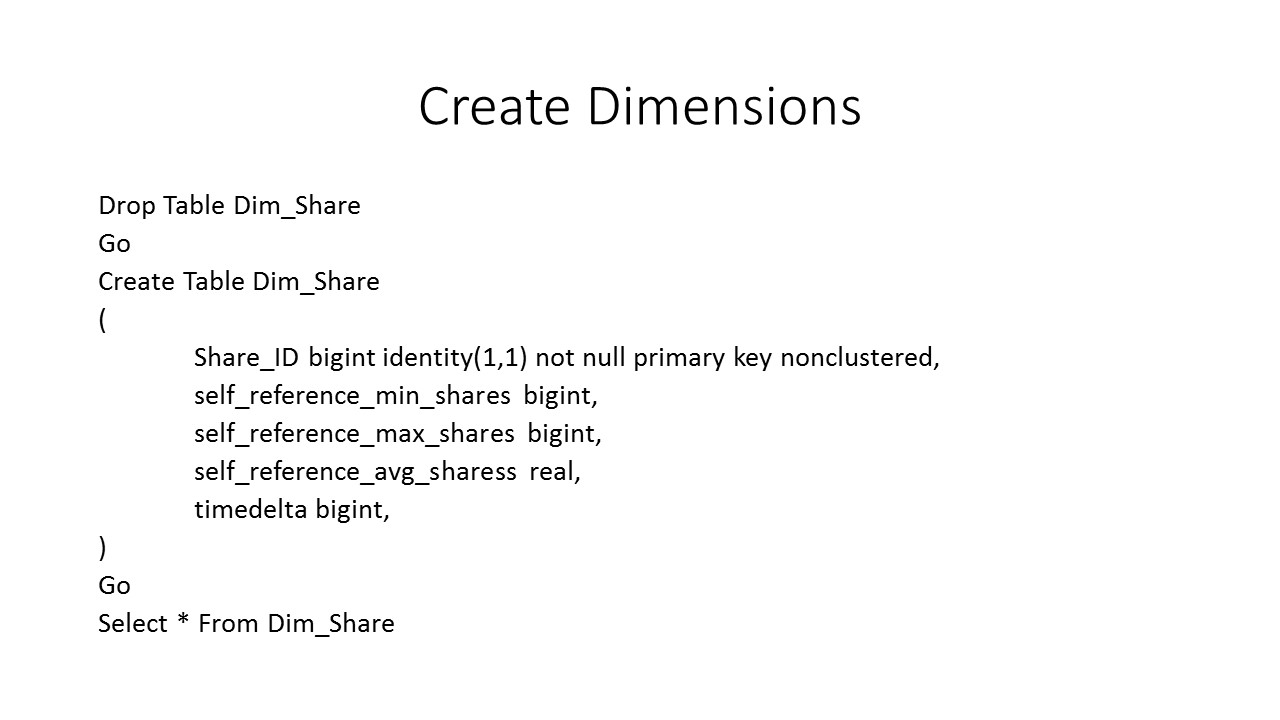 Create Dimensions
Drop Table Dim_Share
Go
Create Table Dim_Share
(
Share_ID bigint identity(1,1) not null primary key nonclustered,
self_reference_min_shares bigint,
self_reference_max_shares bigint,
self_reference_avg_sharess real,
timedelta bigint,
)
Go
Select * From Dim_Share